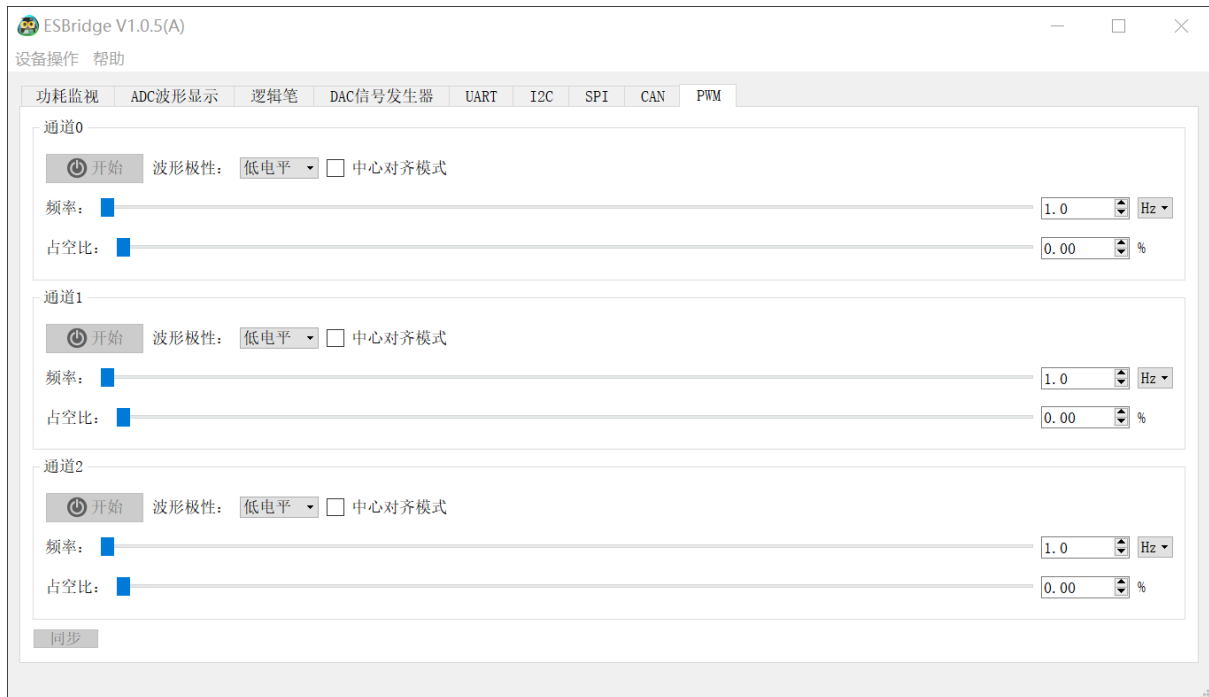 ESBridge V1.0.5(A)
设备操作 帮助
功耗监视 ADC波形显示 逻辑笔 DAC信号发生器 UART I2C SPI CAN PWM
通道0
开始 波形极性： 低电平 中心对齐模式
频率： 1.0 Hz
占空比： 0.00 %
通道1
开始 波形极性： 低电平 中心对齐模式
频率： 1.0 Hz
占空比： 0.00 %
通道2
开始 波形极性： 低电平 中心对齐模式
频率： 1.0 Hz
占空比： 0.00 %
同步